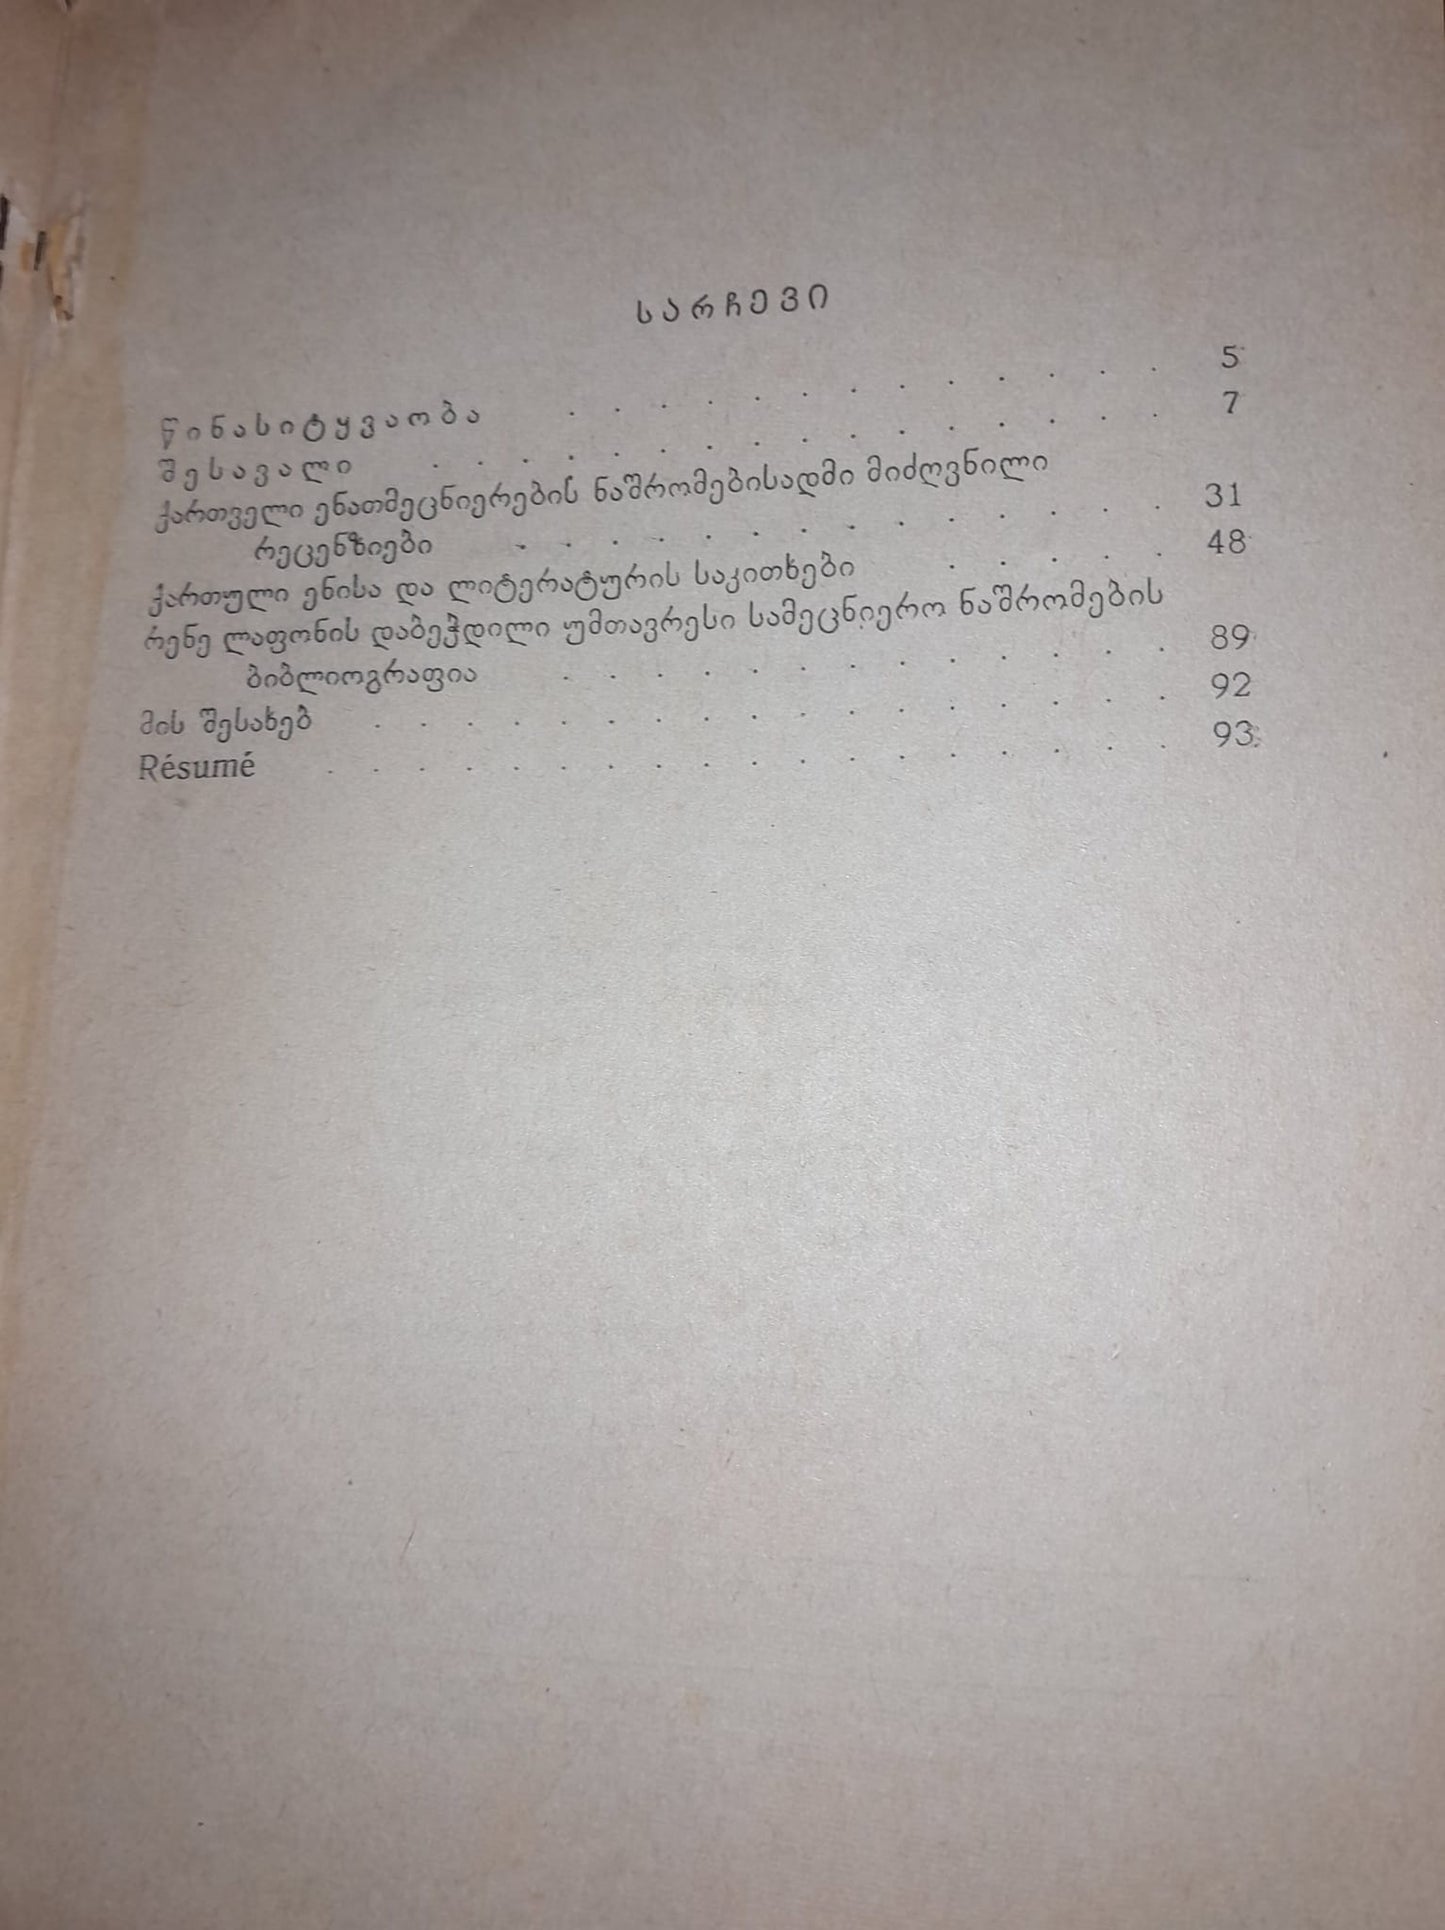 სარჩევი
წინასიტყვაობა . . . . . . . . . . . . . 5
შესავალი . . . . . . . . . . . . . . . . 7
ქართველი ენათმეცნიერების ნაშრომებისადმი მიძღვნილი
რეცენზიები . . . . . . . . . . . . . . 31
ქართული ენისა და ლიტერატურის საკითხები . . . . . 48
რენე ლაფონის დაბეჭდილი უმთავრესი სამეცნიერო ნაშრომების
ბიბლიოგრაფია . . . . . . . . . . . . . 89
მის შესახებ . . . . . . . . . . . . . . . . . 92
Résumé . . . . . . . . . . . . . . . . . . 93